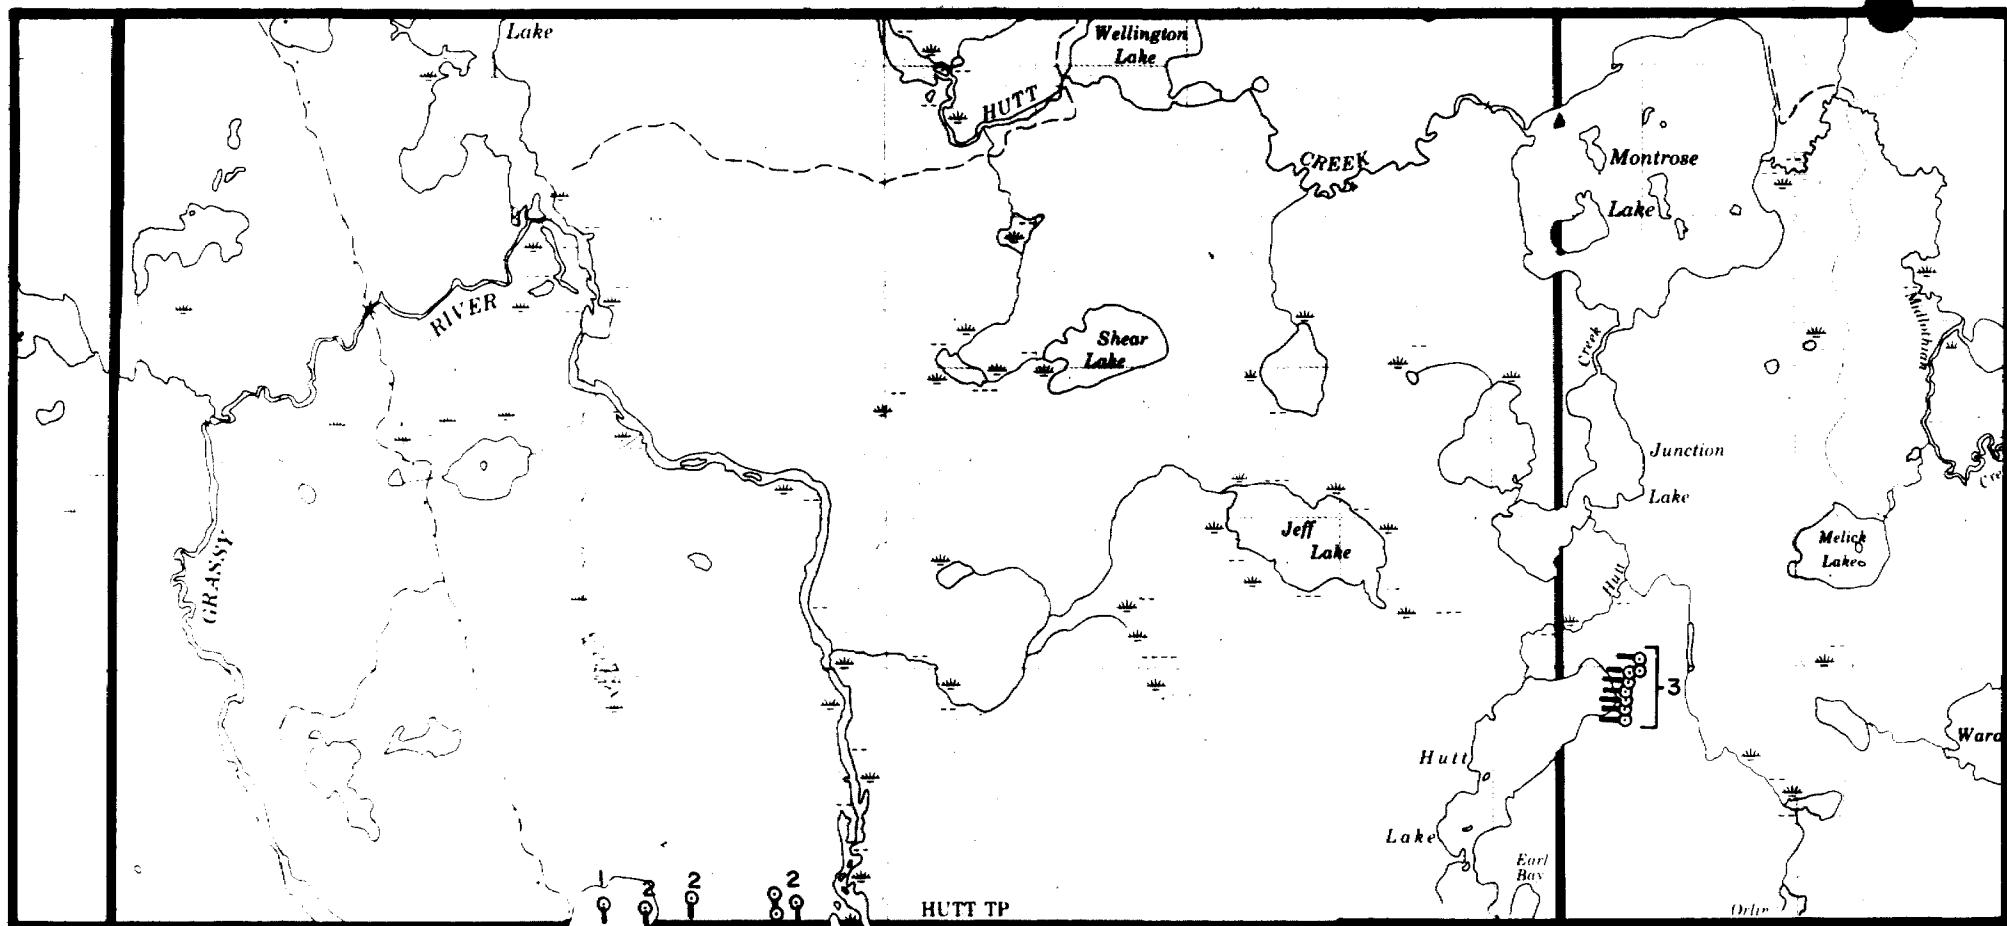 Lake
Wellington
Lake
HUTT
CREEK
Montrose
Lake
RIVER
Shear
Lake
Creek
Junction
Lake
Jeff
Lake
Melick
Lake
GRASSY
Hutt
3
Hutt
Lake
Earl
Bay
1
2
2
2
HUTT TP